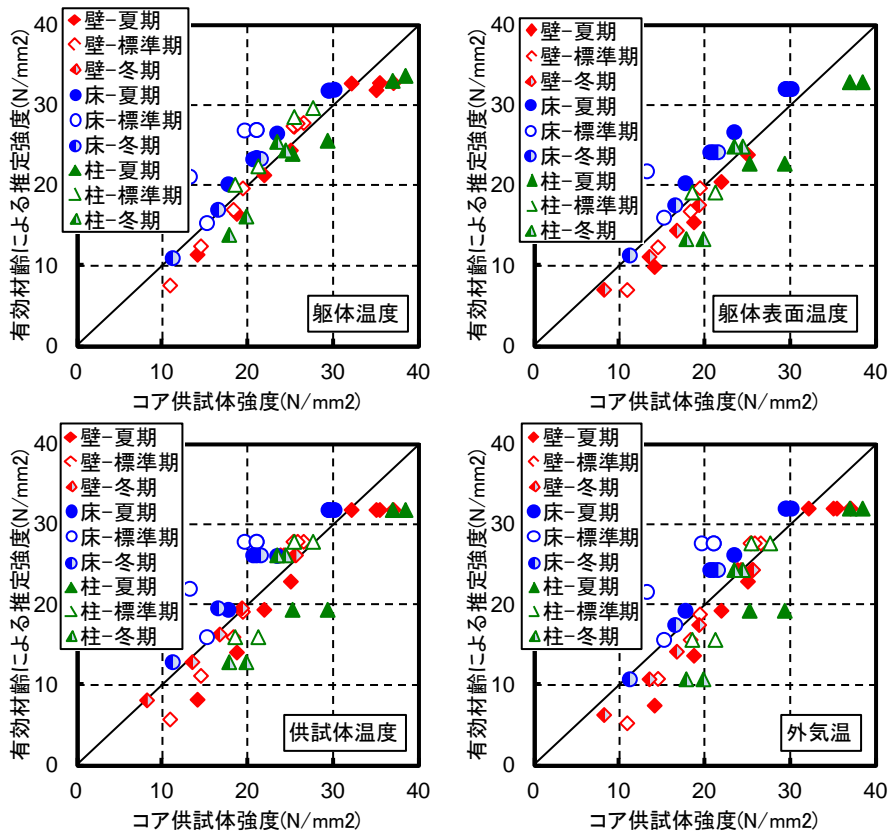 有効材齢による推定強度(N/mm2)
40
30
20
10
0
壁-夏期
壁-標準期
壁-冬期
床-夏期
床-標準期
床-冬期
柱-夏期
柱-標準期
柱-冬期
躯体温度
0 10 20 30 40
コア供試体強度(N/mm2)
有効材齢による推定強度(N/mm2)
40
30
20
10
0
壁-夏期
壁-標準期
壁-冬期
床-夏期
床-標準期
床-冬期
柱-夏期
柱-標準期
柱-冬期
躯体表面温度
0 10 20 30 40
コア供試体強度(N/mm2)
有効材齢による推定強度(N/mm2)
40
30
20
10
0
壁-夏期
壁-標準期
壁-冬期
床-夏期
床-標準期
床-冬期
柱-夏期
柱-標準期
柱-冬期
供試体温度
0 10 20 30 40
コア供試体強度(N/mm2)
有効材齢による推定強度(N/mm2)
40
30
20
10
0
壁-夏期
壁-標準期
壁-冬期
床-夏期
床-標準期
床-冬期
柱-夏期
柱-標準期
柱-冬期
外気温
0 10 20 30 40
コア供試体強度(N/mm2)